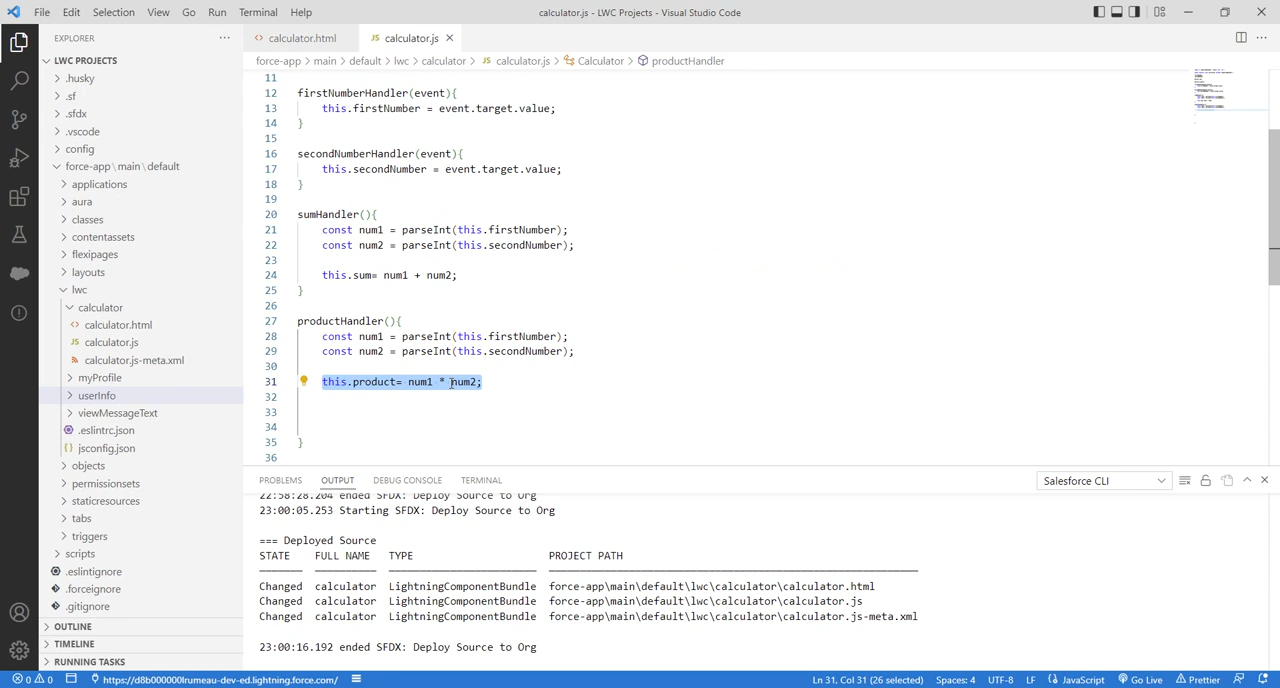 File Edit Selection View Go Run Terminal Help calculator.js - LWC Projects - Visual Studio Code
EXPLORER
LWC PROJECTS
.husky
.sf
.sfdx
.vscode
config
force-app\main\default
applications
aura
classes
contentassets
flexipages
layouts
lwc
calculator
calculator.html
calculator.js
calculator.js-meta.xml
myProfile
userInfo
viewMessageText
.eslintrc.json
jsconfig.json
objects
permissionsets
staticresources
tabs
triggers
scripts
.eslintignore
.forceignore
.gitignore
OUTLINE
TIMELINE
RUNNING TASKS
calculator.html JS calculator.js
force-app > main > default > lwc > calculator > JS calculator.js > Calculator > productHandler
11
12 firstNumberHandler(event){
13 this.firstNumber = event.target.value;
14 }
15
16 secondNumberHandler(event){
17 this.secondNumber = event.target.value;
18 }
19
20 sumHandler(){
21 const num1 = parseInt(this.firstNumber);
22 const num2 = parseInt(this.secondNumber);
23
24 this.sum= num1 + num2;
25 }
26
27 productHandler(){
28 const num1 = parseInt(this.firstNumber);
29 const num2 = parseInt(this.secondNumber);
30
31 this.product= num1 * num2;
32
33
34
35 }
36
PROBLEMS OUTPUT DEBUG CONSOLE TERMINAL Salesforce CLI
22:58:28.204 ended SFDX: Deploy Source to Org
23:00:05.253 Starting SFDX: Deploy Source to Org
=== Deployed Source
STATE FULL NAME TYPE PROJECT PATH
Changed calculator LightningComponentBundle force-app\main\default\lwc\calculator\calculator.html
Changed calculator LightningComponentBundle force-app\main\default\lwc\calculator\calculator.js
Changed calculator LightningComponentBundle force-app\main\default\lwc\calculator\calculator.js-meta.xml
23:00:16.192 ended SFDX: Deploy Source to Org
0 0 https://d8b000000lrumeau-dev-ed.lightning.force.com/ Ln 31, Col 31 (26 selected) Spaces: 4 UTF-8 LF JavaScript Go Live Prettier